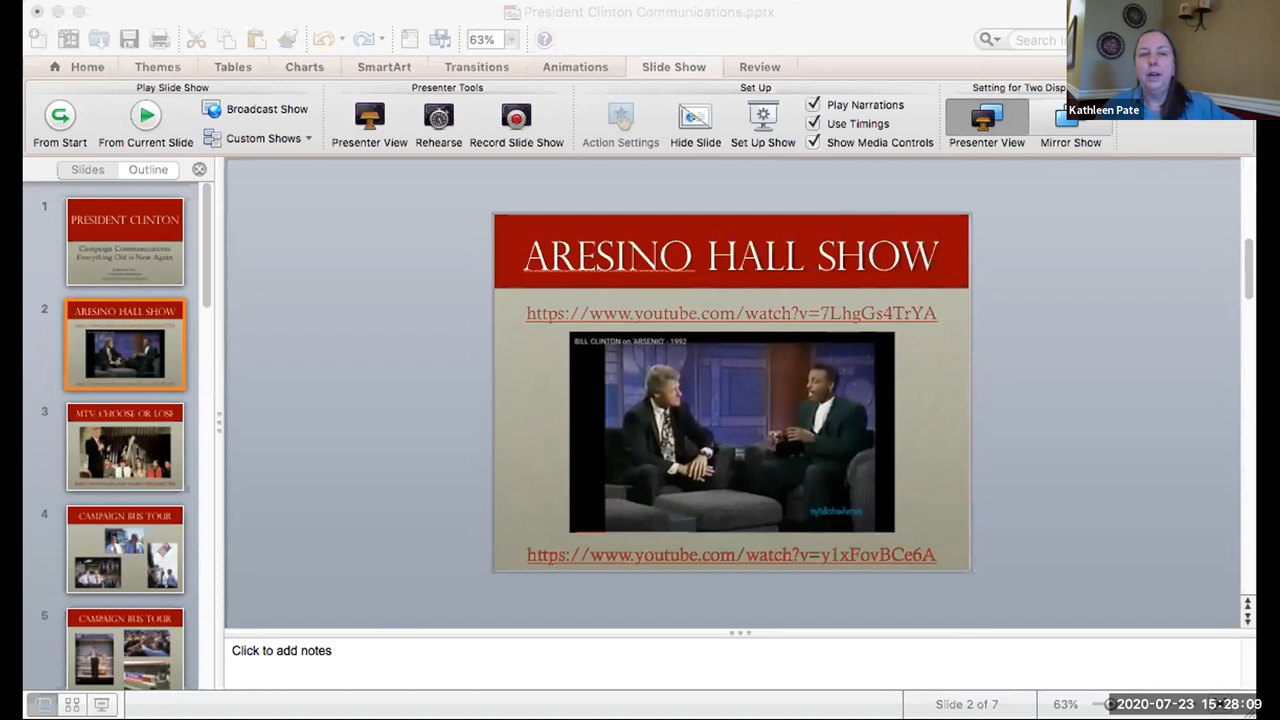 President Clinton Communications.pptx
63%
Search in
Home Themes Tables Charts SmartArt Transitions Animations Slide Show Review
Play Slide Show Presenter Tools Set Up Setting for Two Disp
Broadcast Show
Custom Shows
From Start From Current Slide Presenter View Rehearse Record Slide Show Action Settings Hide Slide Set Up Show
Play Narrations
Use Timings
Show Media Controls
Presenter View Mirror Show
Kathleen Pate
Slides Outline
1
PRESIDENT CLINTON
Campaign Communications
Everything Old is New Again
2
ARESINO HALL SHOW
3
MTV: CHOOSE OR LOSE
4
CAMPAIGN BUS TOUR
5
CAMPAIGN BUS TOUR
ARESINO HALL SHOW
https://www.youtube.com/watch?v=7LhgGs4TrYA
BILL CLINTON on 'ARSENIO' - 1992
https://www.youtube.com/watch?v=y1xFovBCe6A
Click to add notes
Slide 2 of 7
63%
2020-07-23 15:28:09